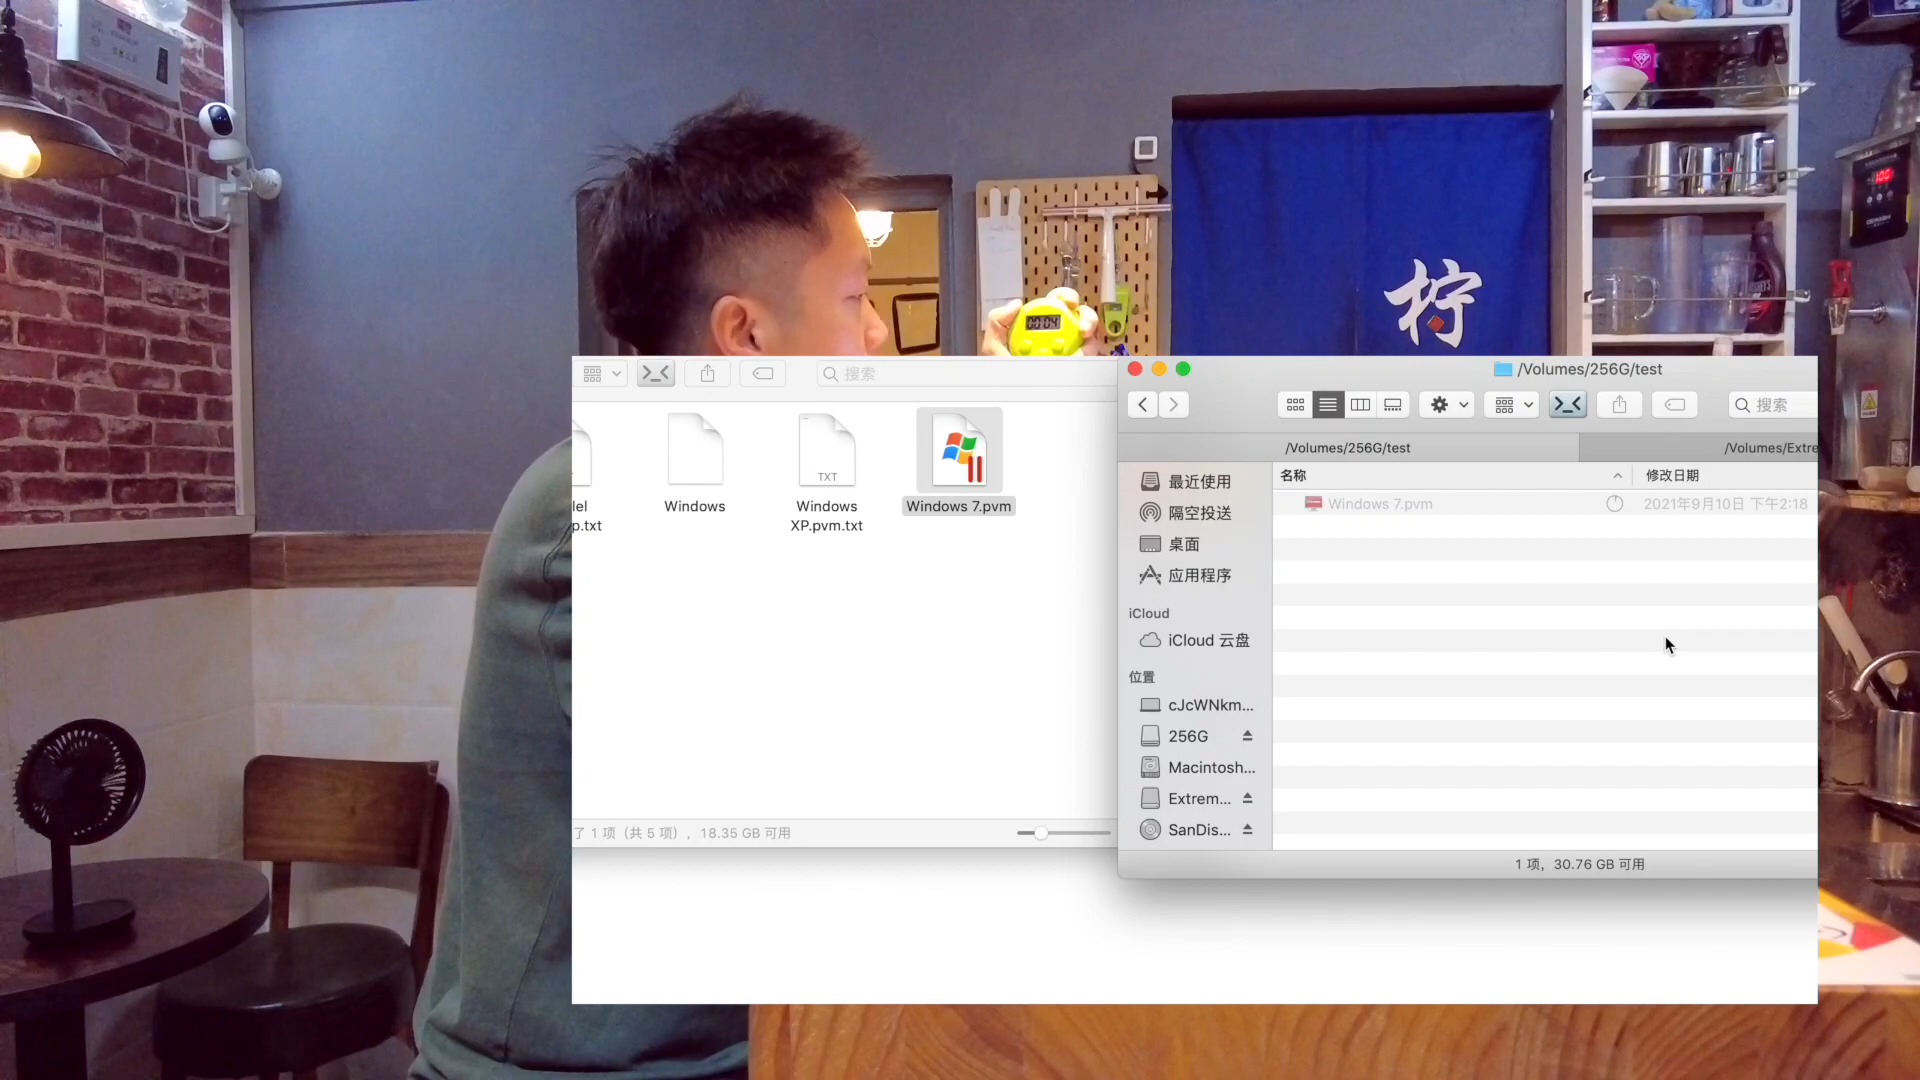 柠
00:04
搜索
/Volumes/256G/test
搜索
/Volumes/256G/test
/Volumes/Extre
lel
p.txt
Windows
TXT
Windows
XP.pvm.txt
Windows 7.pvm
了 1 项（共 5 项），18.35 GB 可用
最近使用
隔空投送
桌面
应用程序
iCloud
iCloud 云盘
位置
cJcWNkm...
256G
Macintosh...
Extrem...
SanDis...
名称
修改日期
Windows 7.pvm
2021年9月10日 下午2:18
1 项，30.76 GB 可用